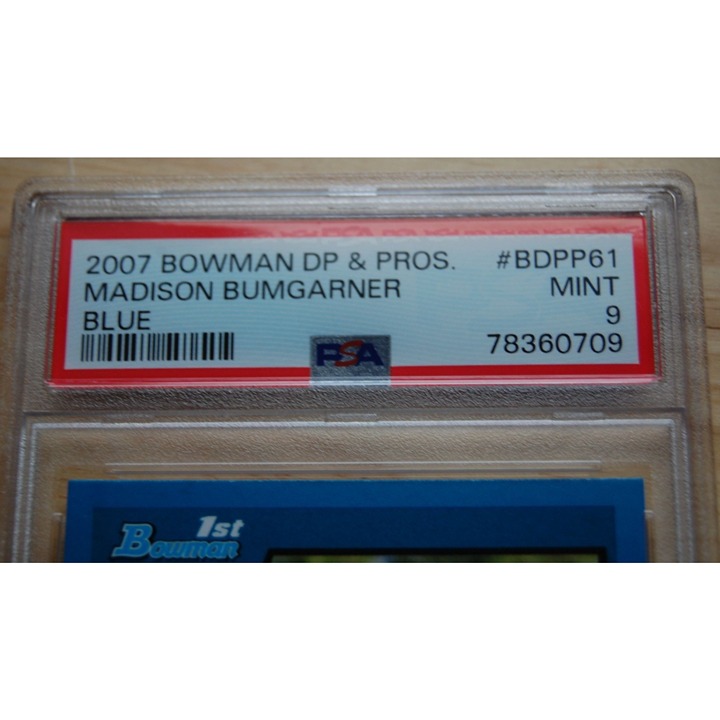 2007 BOWMAN DP & PROS. #BDPP61
MADISON BUMGARNER MINT
BLUE 9
PSA 78360709
1st
Bowman